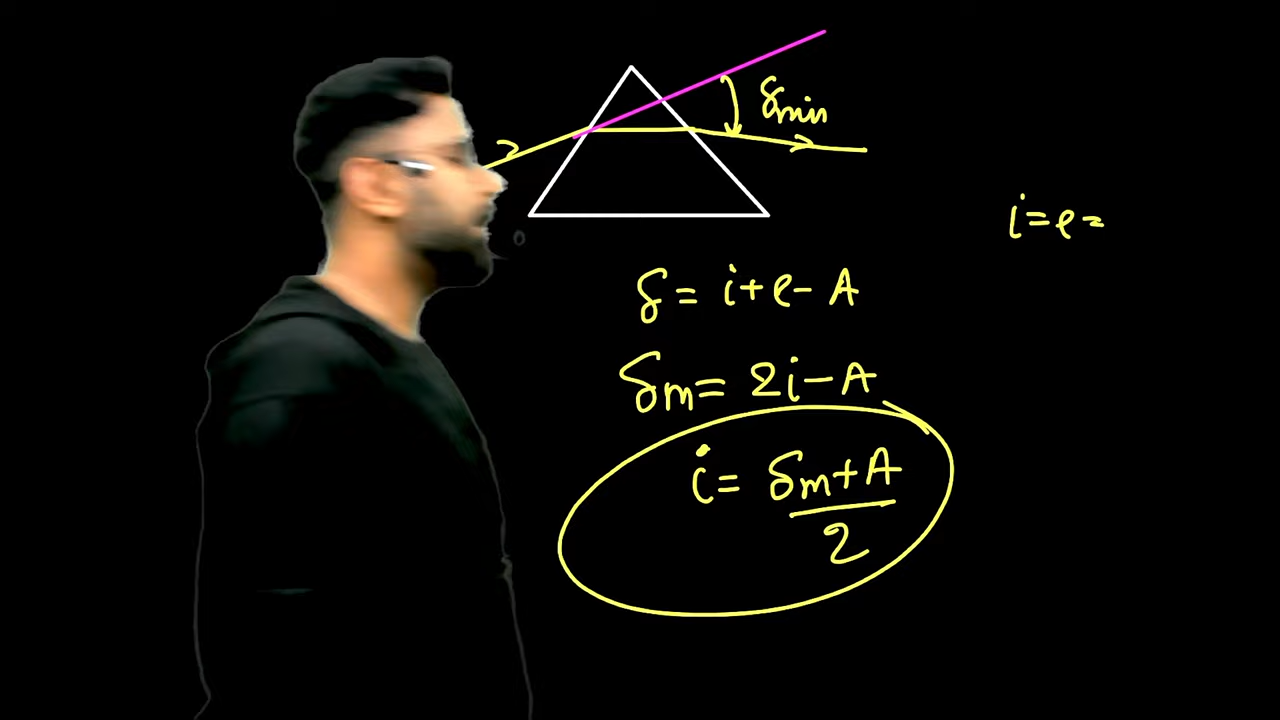 δmin
i=e=
δ= i+e-A
δm= 2i-A
i= δm+A/2